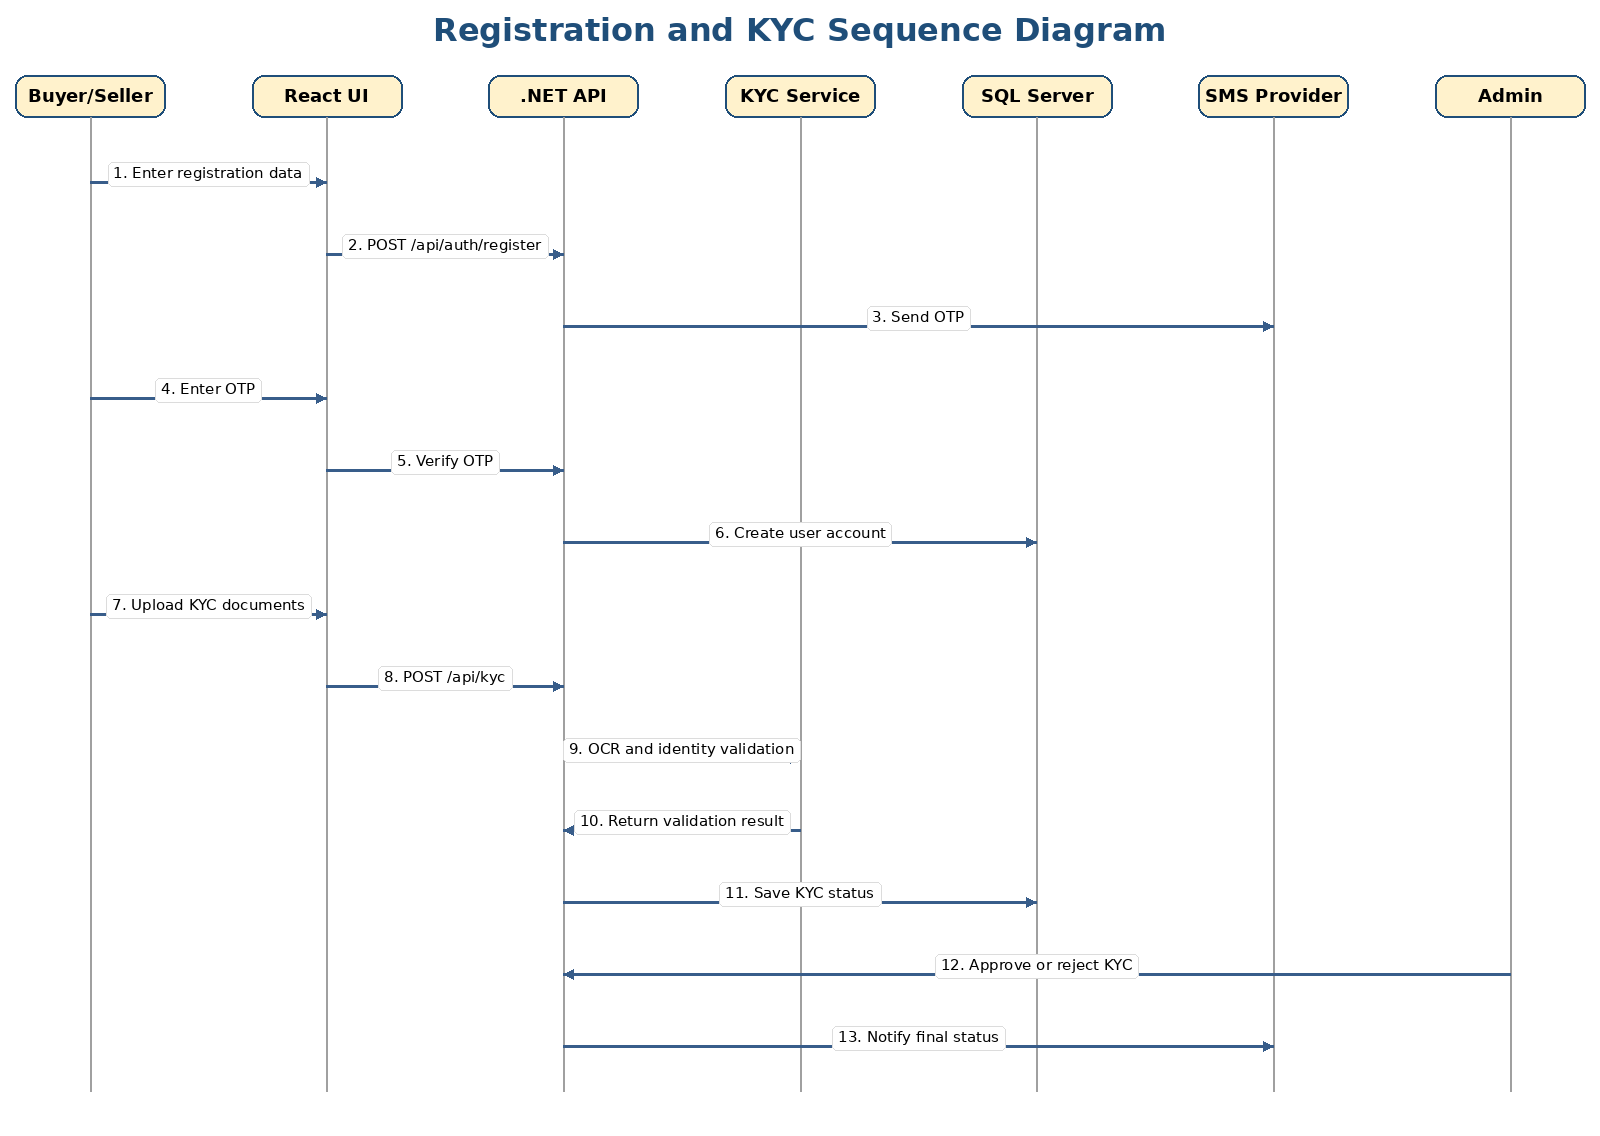 Registration and KYC Sequence Diagram
Buyer/Seller
React UI
.NET API
KYC Service
SQL Server
SMS Provider
Admin
1. Enter registration data
2. POST /api/auth/register
3. Send OTP
4. Enter OTP
5. Verify OTP
6. Create user account
7. Upload KYC documents
8. POST /api/kyc
9. OCR and identity validation
10. Return validation result
11. Save KYC status
12. Approve or reject KYC
13. Notify final status